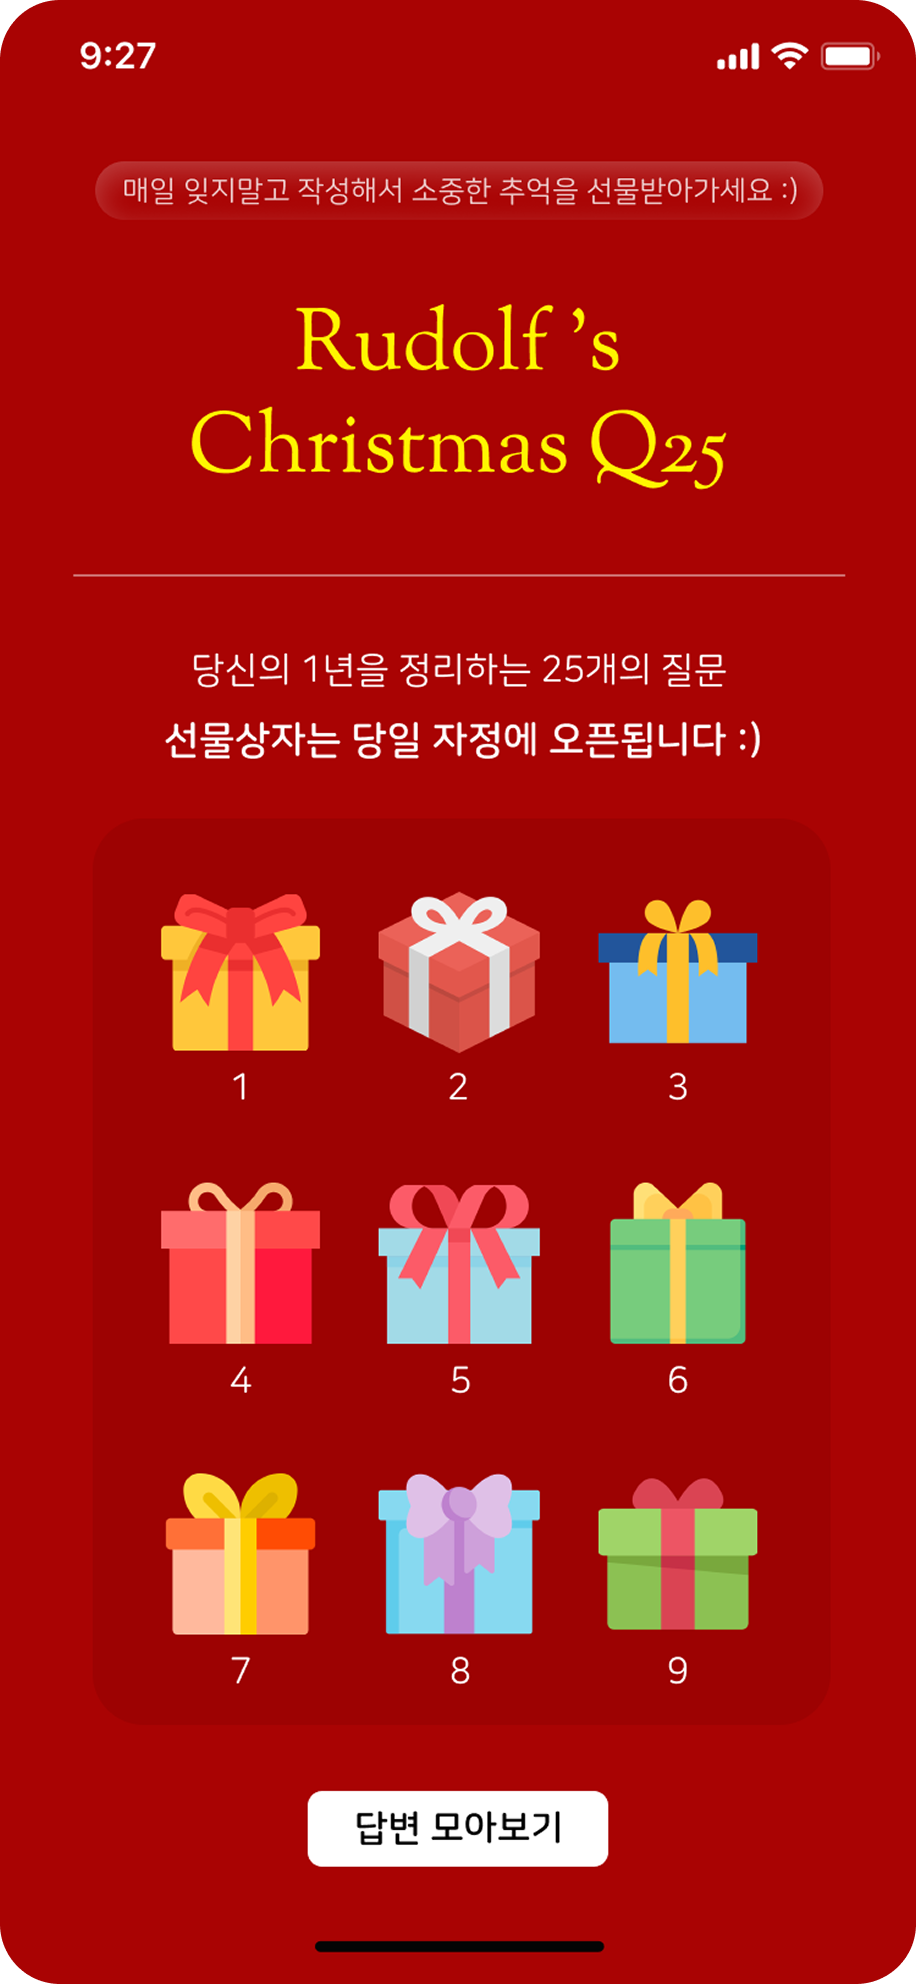 9:27
매일 잊지말고 작성해서 소중한 추억을 선물받아가세요 :)
Rudolf ’s
Christmas Q25
당신의 1년을 정리하는 25개의 질문
선물상자는 당일 자정에 오픈됩니다 :)
1
2
3
4
5
6
7
8
9
답변 모아보기